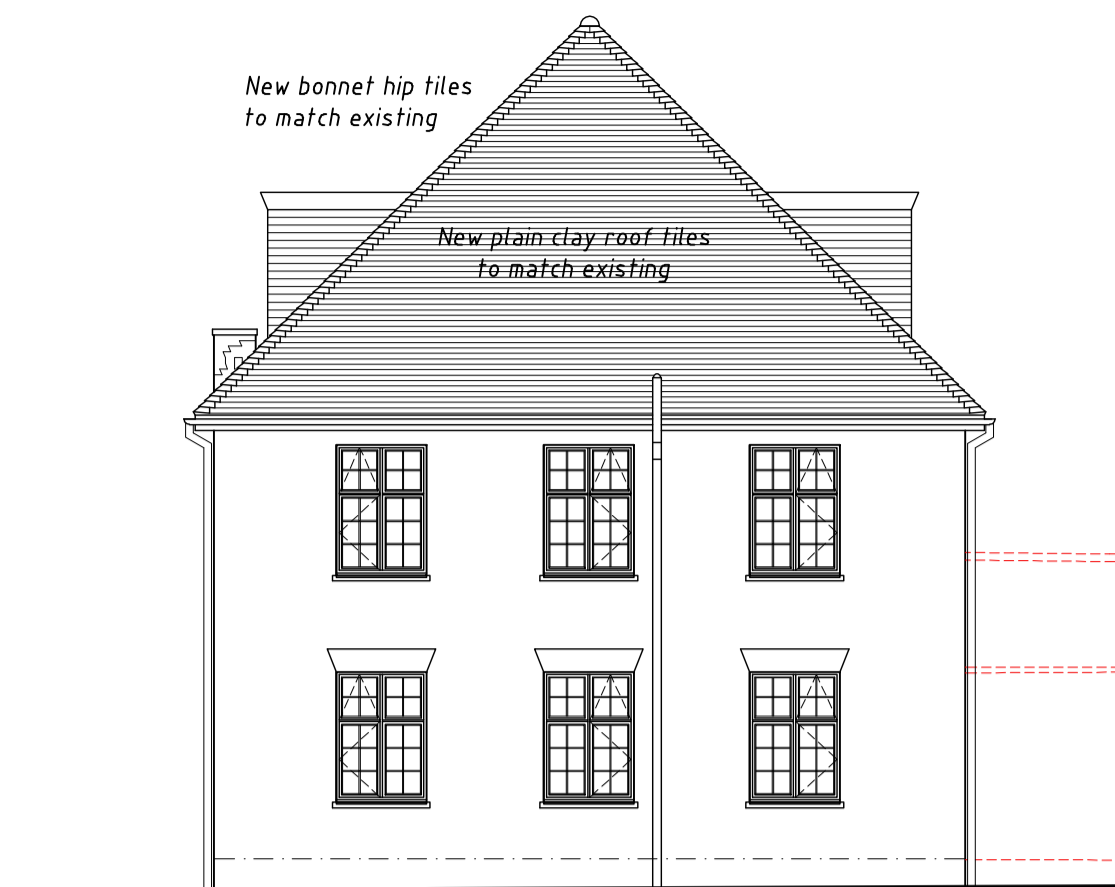 New bonnet hip tiles
to match existing
New plain clay roof tiles
to match existing